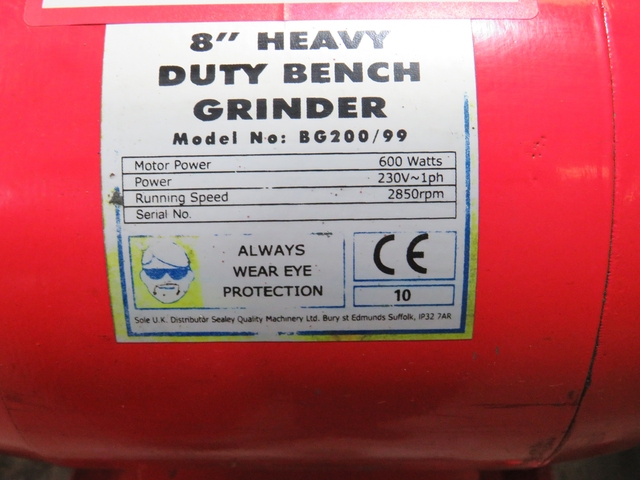 8" HEAVY
DUTY BENCH
GRINDER
Model No: BG200/99
Motor Power 600 Watts
Power 230V~1ph
Running Speed 2850rpm
Serial No.
ALWAYS
WEAR EYE
PROTECTION
CE
10
Sole U.K. Distributor Sealey Quality Machinery Ltd. Bury st Edmunds Suffolk, IP32 7AR